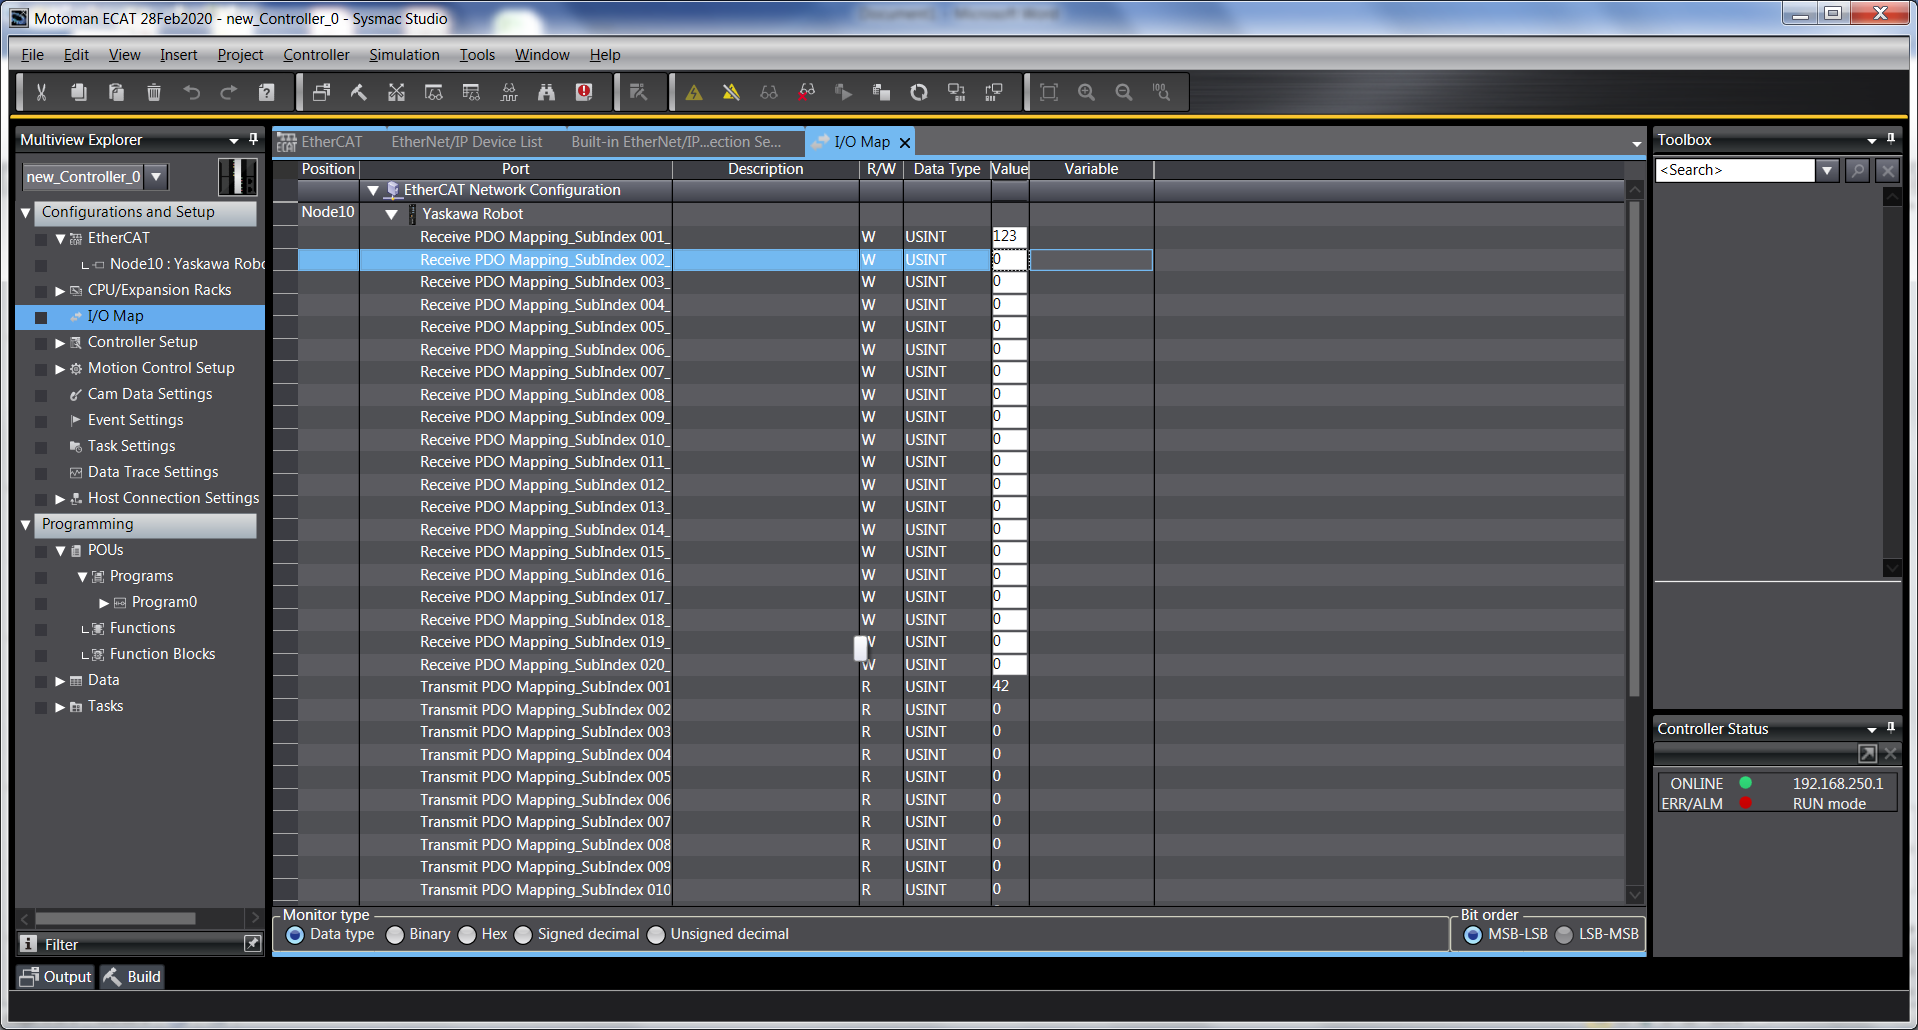 Motoman ECAT 28Feb2020 - new_Controller_0 - Sysmac Studio
File Edit View Insert Project Controller Simulation Tools Window Help
Multiview Explorer
new_Controller_0
Configurations and Setup
EtherCAT
Node10 : Yaskawa Robo
CPU/Expansion Racks
I/O Map
Controller Setup
Motion Control Setup
Cam Data Settings
Event Settings
Task Settings
Data Trace Settings
Host Connection Settings
Programming
POUs
Programs
Program0
Functions
Function Blocks
Data
Tasks
Filter
Output Build
EtherCAT EtherNet/IP Device List Built-in EtherNet/IP...ection Se... I/O Map
Position Port Description R/W Data Type Value Variable
EtherCAT Network Configuration
Node10 Yaskawa Robot
Receive PDO Mapping_SubIndex 001_ W USINT 123
Receive PDO Mapping_SubIndex 002_ W USINT 0
Receive PDO Mapping_SubIndex 003_ W USINT 0
Receive PDO Mapping_SubIndex 004_ W USINT 0
Receive PDO Mapping_SubIndex 005_ W USINT 0
Receive PDO Mapping_SubIndex 006_ W USINT 0
Receive PDO Mapping_SubIndex 007_ W USINT 0
Receive PDO Mapping_SubIndex 008_ W USINT 0
Receive PDO Mapping_SubIndex 009_ W USINT 0
Receive PDO Mapping_SubIndex 010_ W USINT 0
Receive PDO Mapping_SubIndex 011_ W USINT 0
Receive PDO Mapping_SubIndex 012_ W USINT 0
Receive PDO Mapping_SubIndex 013_ W USINT 0
Receive PDO Mapping_SubIndex 014_ W USINT 0
Receive PDO Mapping_SubIndex 015_ W USINT 0
Receive PDO Mapping_SubIndex 016_ W USINT 0
Receive PDO Mapping_SubIndex 017_ W USINT 0
Receive PDO Mapping_SubIndex 018_ W USINT 0
Receive PDO Mapping_SubIndex 019_ W USINT 0
Receive PDO Mapping_SubIndex 020_ W USINT 0
Transmit PDO Mapping_SubIndex 001 R USINT 42
Transmit PDO Mapping_SubIndex 002 R USINT 0
Transmit PDO Mapping_SubIndex 003 R USINT 0
Transmit PDO Mapping_SubIndex 004 R USINT 0
Transmit PDO Mapping_SubIndex 005 R USINT 0
Transmit PDO Mapping_SubIndex 006 R USINT 0
Transmit PDO Mapping_SubIndex 007 R USINT 0
Transmit PDO Mapping_SubIndex 008 R USINT 0
Transmit PDO Mapping_SubIndex 009 R USINT 0
Transmit PDO Mapping_SubIndex 010 R USINT 0
Monitor type
Data type Binary Hex Signed decimal Unsigned decimal
Bit order
MSB-LSB LSB-MSB
Toolbox
<Search>
Controller Status
ONLINE 192.168.250.1
ERR/ALM RUN mode